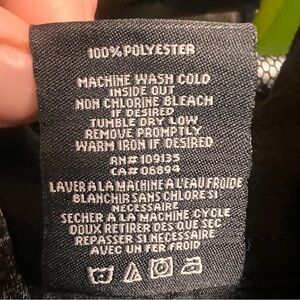 100% POLYESTER
MACHINE WASH COLD
INSIDE OUT
NON CHLORINE BLEACH
IF DESIRED
TUMBLE DRY LOW
REMOVE PROMPTLY
WARM IRON IF DESIRED
RN#109135
CA#06894
LAVER A LA MACHINE A L'EAU FROIDE
BLANCHIR SANS CHLORE SI
NECESSAIRE
SECHER A LA MACHINE CYCLE
DOUX RETIRER DES QUE SEC
REPASSER SI NECESSAIRE
AVEC UN FER FROID